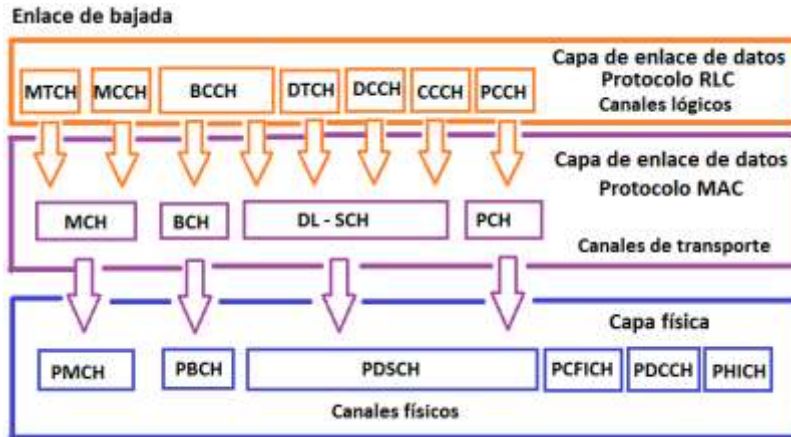 Enlace de bajada
Capa de enlace de datos
Protocolo RLC
Canales lógicos
MTCH MCCH BCCH DTCH DCCH CCCH PCCH
Capa de enlace de datos
Protocolo MAC
MCH BCH DL - SCH PCH
Canales de transporte
Capa física
PMCH PBCH PDSCH PCFICH PDCCH PHICH
Canales físicos